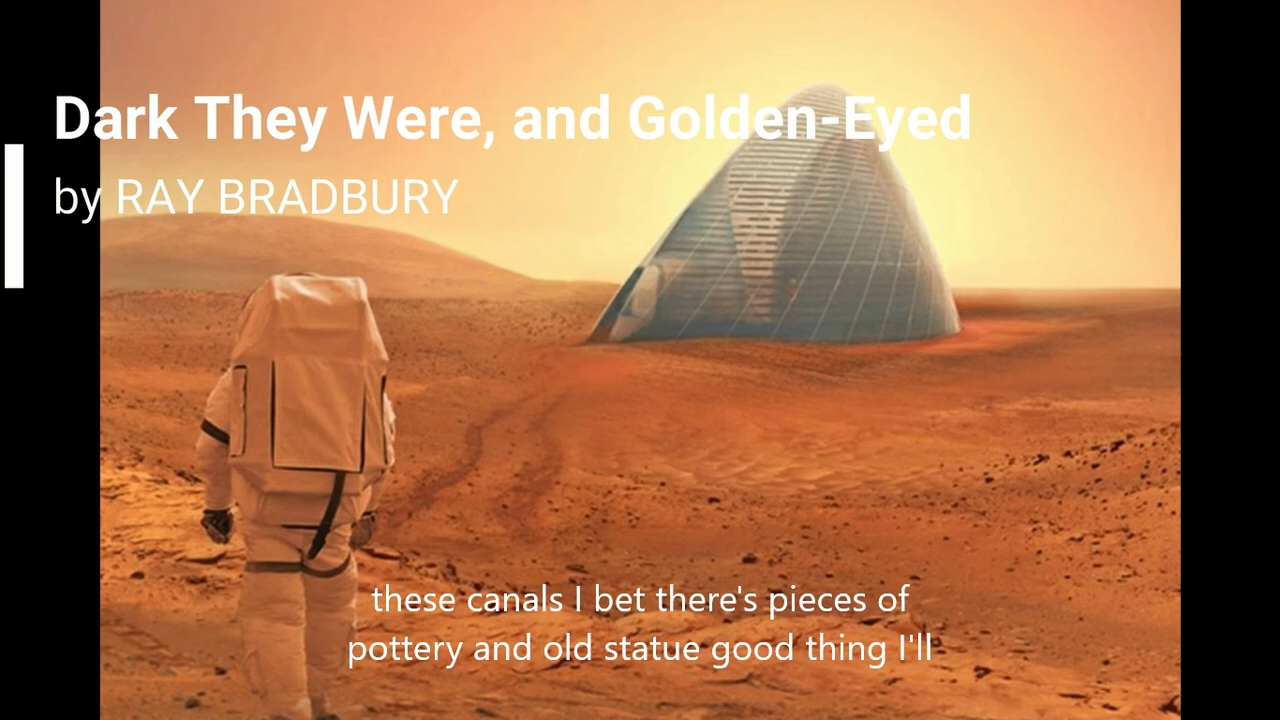 Dark They Were, and Golden-Eyed
by RAY BRADBURY
these canals I bet there's pieces of
pottery and old statue good thing I'll